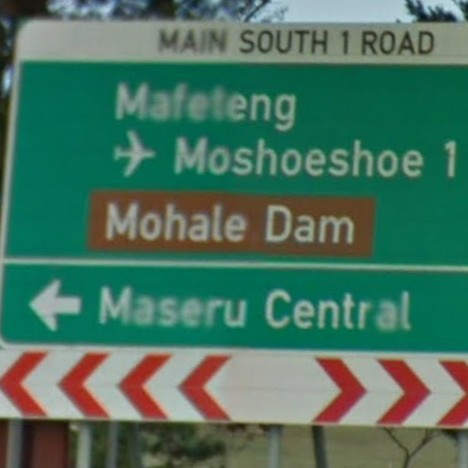 MAIN SOUTH 1 ROAD
Mafeteng
Moshoeshoe 1
Mohale Dam
Maseru Central